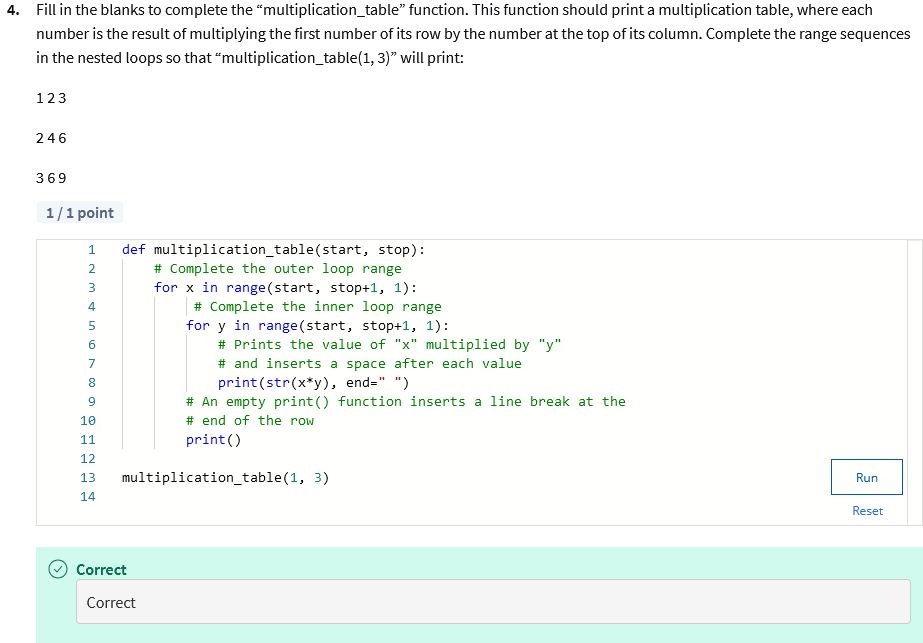 4. Fill in the blanks to complete the “multiplication_table” function. This function should print a multiplication table, where each
number is the result of multiplying the first number of its row by the number at the top of its column. Complete the range sequences
in the nested loops so that “multiplication_table(1, 3)” will print:
1 2 3
2 4 6
3 6 9
1 / 1 point
1 def multiplication_table(start, stop):
2     # Complete the outer loop range
3     for x in range(start, stop+1, 1):
4          # Complete the inner loop range
5         for y in range(start, stop+1, 1):
6             # Prints the value of "x" multiplied by "y"
7             # and inserts a space after each value
8             print(str(x*y), end=" ")
9         # An empty print() function inserts a line break at the
10         # end of the row
11         print()
12
13 multiplication_table(1, 3)
14
Run
Reset
Correct
Correct